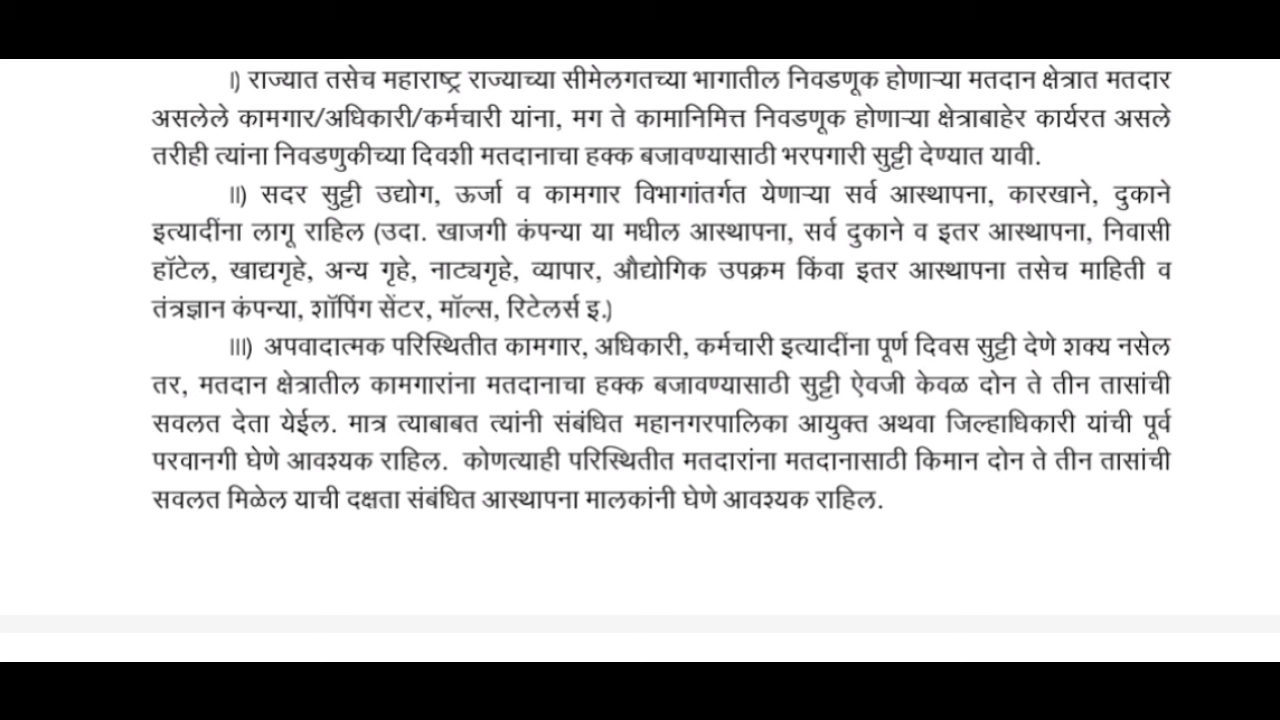 I) राज्यात तसेच महाराष्ट्र राज्याच्या सीमेलगतच्या भागातील निवडणूक होणाऱ्या मतदान क्षेत्रात मतदार
असलेले कामगार/अधिकारी/कर्मचारी यांना, मग ते कामानिमित्त निवडणूक होणाऱ्या क्षेत्राबाहेर कार्यरत असले
तरीही त्यांना निवडणुकीच्या दिवशी मतदानाचा हक्क बजावण्यासाठी भरपगारी सुट्टी देण्यात यावी.
II) सदर सुट्टी उद्योग, ऊर्जा व कामगार विभागांतर्गत येणाऱ्या सर्व आस्थापना, कारखाने, दुकाने
इत्यादींना लागू राहिल (उदा. खाजगी कंपन्या या मधील आस्थापना, सर्व दुकाने व इतर आस्थापना, निवासी
हॉटेल, खाद्यगृहे, अन्य गृहे, नाट्यगृहे, व्यापार, औद्योगिक उपक्रम किंवा इतर आस्थापना तसेच माहिती व
तंत्रज्ञान कंपन्या, शॉपिंग सेंटर, मॉल्स, रिटेलर्स इ.)
III) अपवादात्मक परिस्थितीत कामगार, अधिकारी, कर्मचारी इत्यादींना पूर्ण दिवस सुट्टी देणे शक्य नसेल
तर, मतदान क्षेत्रातील कामगारांना मतदानाचा हक्क बजावण्यासाठी सुट्टी ऐवजी केवळ दोन ते तीन तासांची
सवलत देता येईल. मात्र त्याबाबत त्यांनी संबंधित महानगरपालिका आयुक्त अथवा जिल्हाधिकारी यांची पूर्व
परवानगी घेणे आवश्यक राहिल. कोणत्याही परिस्थितीत मतदारांना मतदानासाठी किमान दोन ते तीन तासांची
सवलत मिळेल याची दक्षता संबंधित आस्थापना मालकांनी घेणे आवश्यक राहिल.